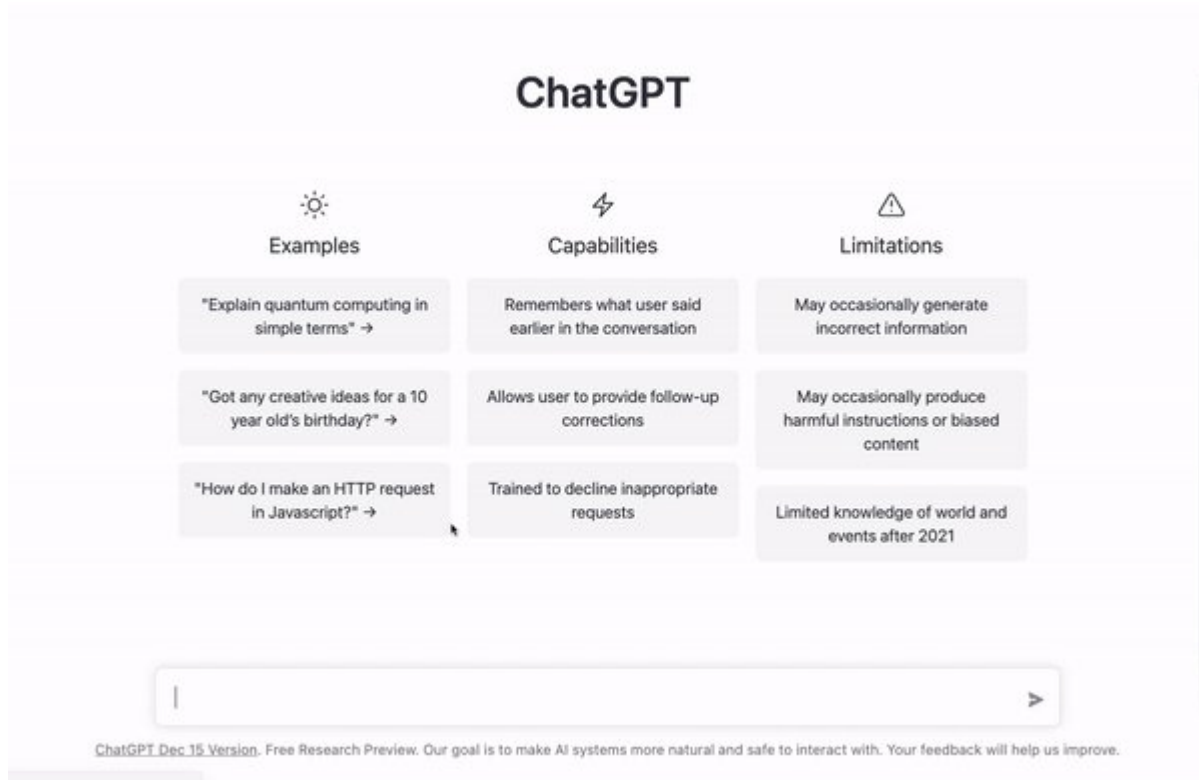 ChatGPT
Examples
"Explain quantum computing in
simple terms" →
"Got any creative ideas for a 10
year old's birthday?" →
"How do I make an HTTP request
in Javascript?" →
Capabilities
Remembers what user said
earlier in the conversation
Allows user to provide follow-up
corrections
Trained to decline inappropriate
requests
Limitations
May occasionally generate
incorrect information
May occasionally produce
harmful instructions or biased
content
Limited knowledge of world and
events after 2021
ChatGPT Dec 15 Version. Free Research Preview. Our goal is to make AI systems more natural and safe to interact with. Your feedback will help us improve.